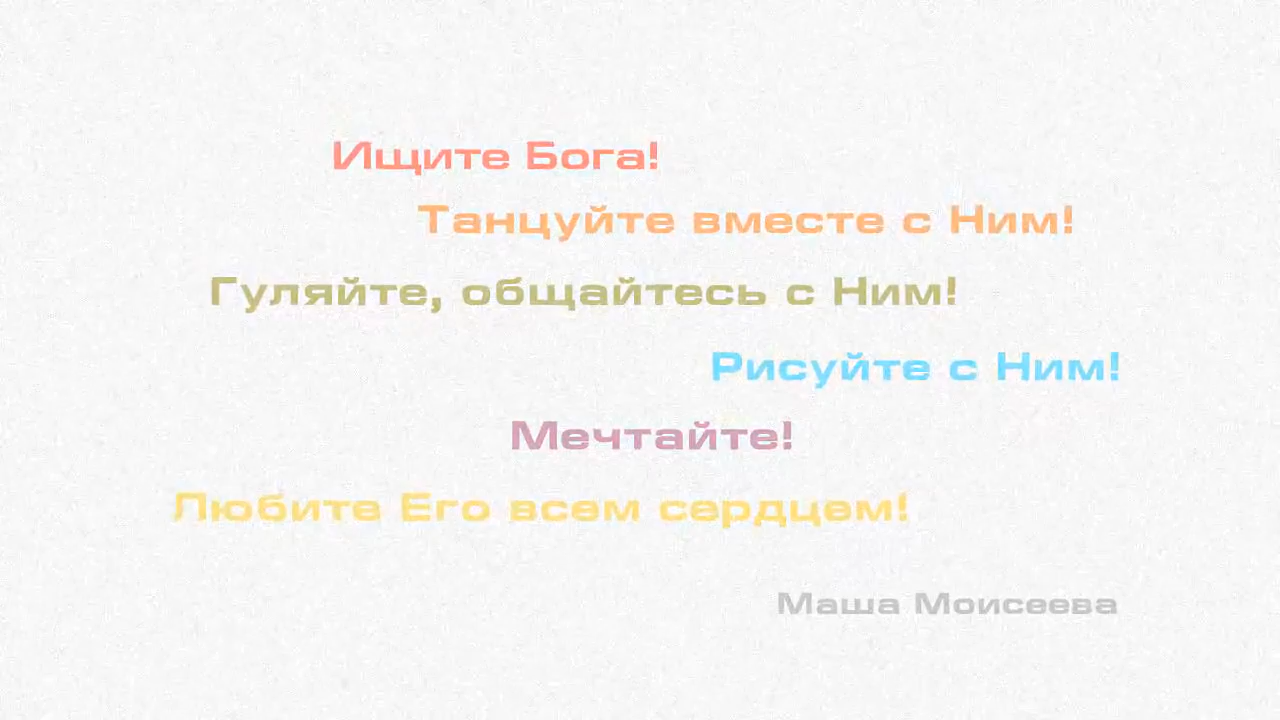 Ищите Бога!
Танцуйте вместе с Ним!
Гуляйте, общайтесь с Ним!
Рисуйте с Ним!
Мечтайте!
Любите Его всем сердцем!
Маша Моисеева